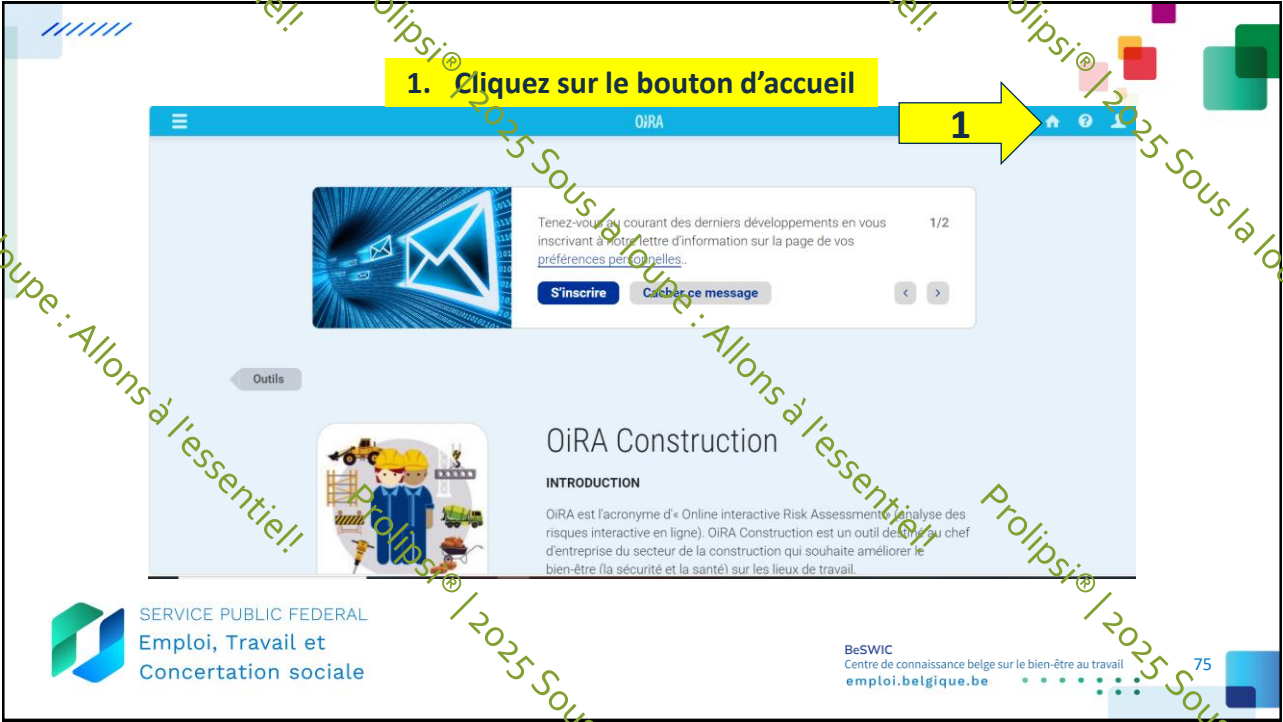 1. Cliquez sur le bouton d'accueil
OiRA
1
Tenez-vous au courant des derniers développements en vous
inscrivant à notre lettre d'information sur la page de vos
préférences personnelles..
1/2
S'inscrire
Cacher ce message
Outils
OiRA Construction
INTRODUCTION
OiRA est l'acronyme d'« Online interactive Risk Assessment» (analyse des
risques interactive en ligne). OiRA Construction est un outil destiné au chef
d'entreprise du secteur de la construction qui souhaite améliorer le
bien-être (la sécurité et la santé) sur les lieux de travail.
SERVICE PUBLIC FEDERAL
Emploi, Travail et
Concertation sociale
BeSWIC
Centre de connaissance belge sur le bien-être au travail
emploi.belgique.be
75
Prolipsi® | 2025 Sous la loupe : Allons à l'essentiel!